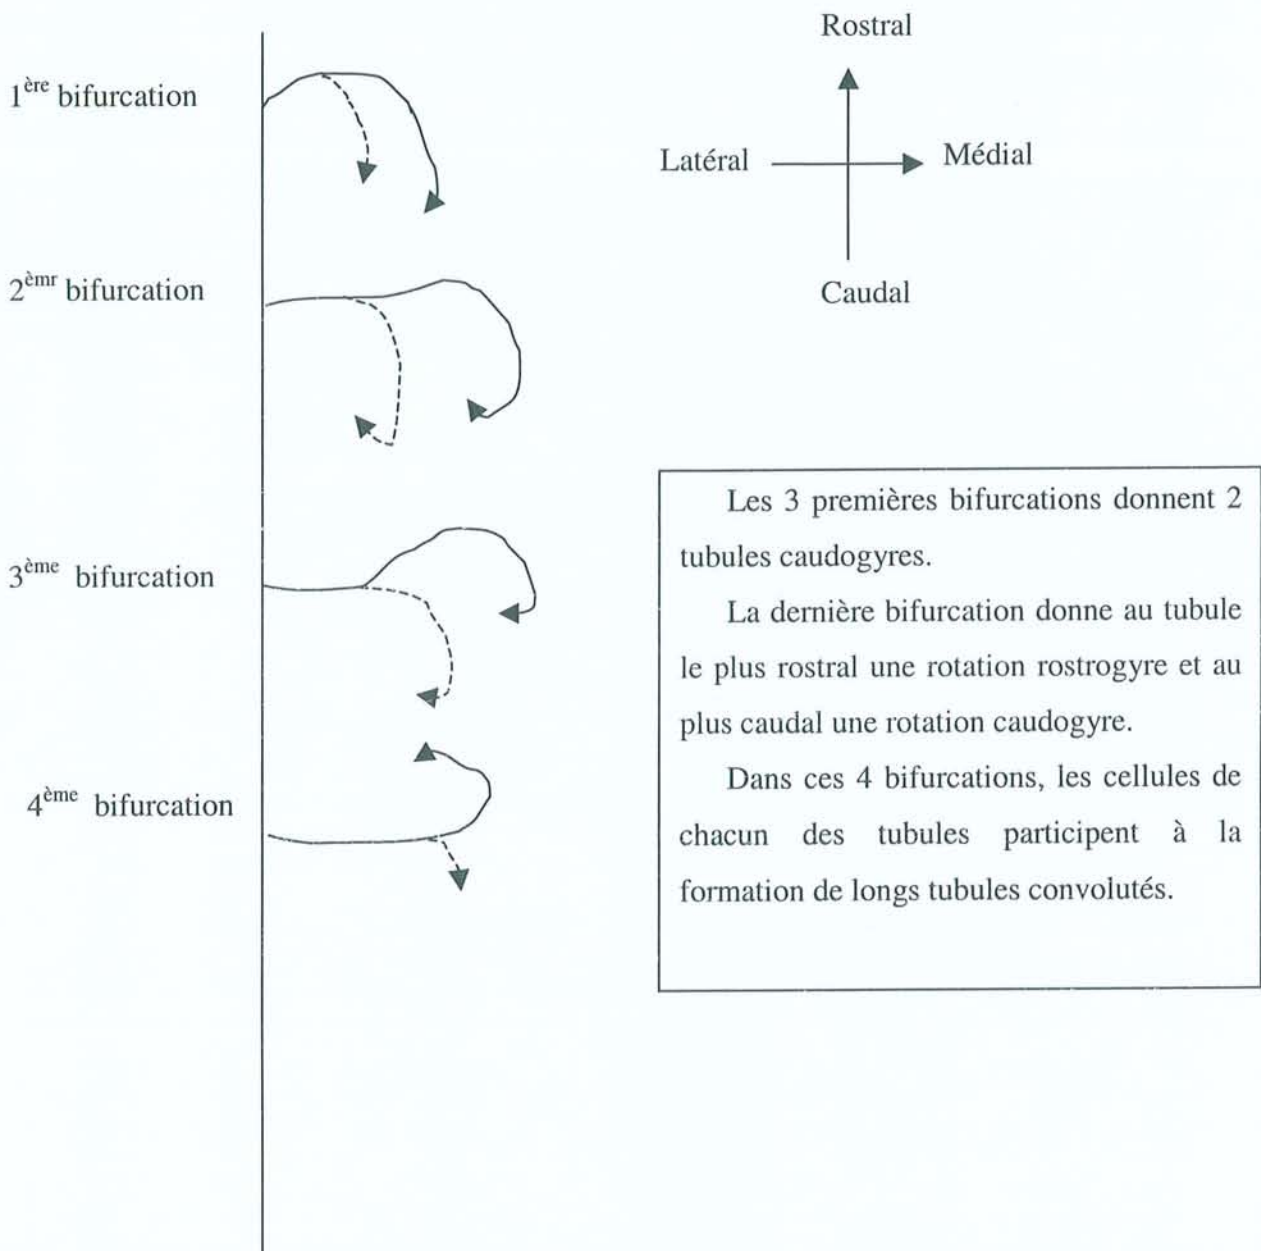 Rostral
1ère bifurcation
Latéral
Médial
2èmr bifurcation
Caudal
Les 3 premières bifurcations donnent 2
tubules caudogyres.
3ème bifurcation
La dernière bifurcation donne au tubule
le plus rostral une rotation rostrogyre et au
plus caudal une rotation caudogyre.
Dans ces 4 bifurcations, les cellules de
4ème bifurcation
chacun des tubules participent à la
formation de longs tubules convolutés.